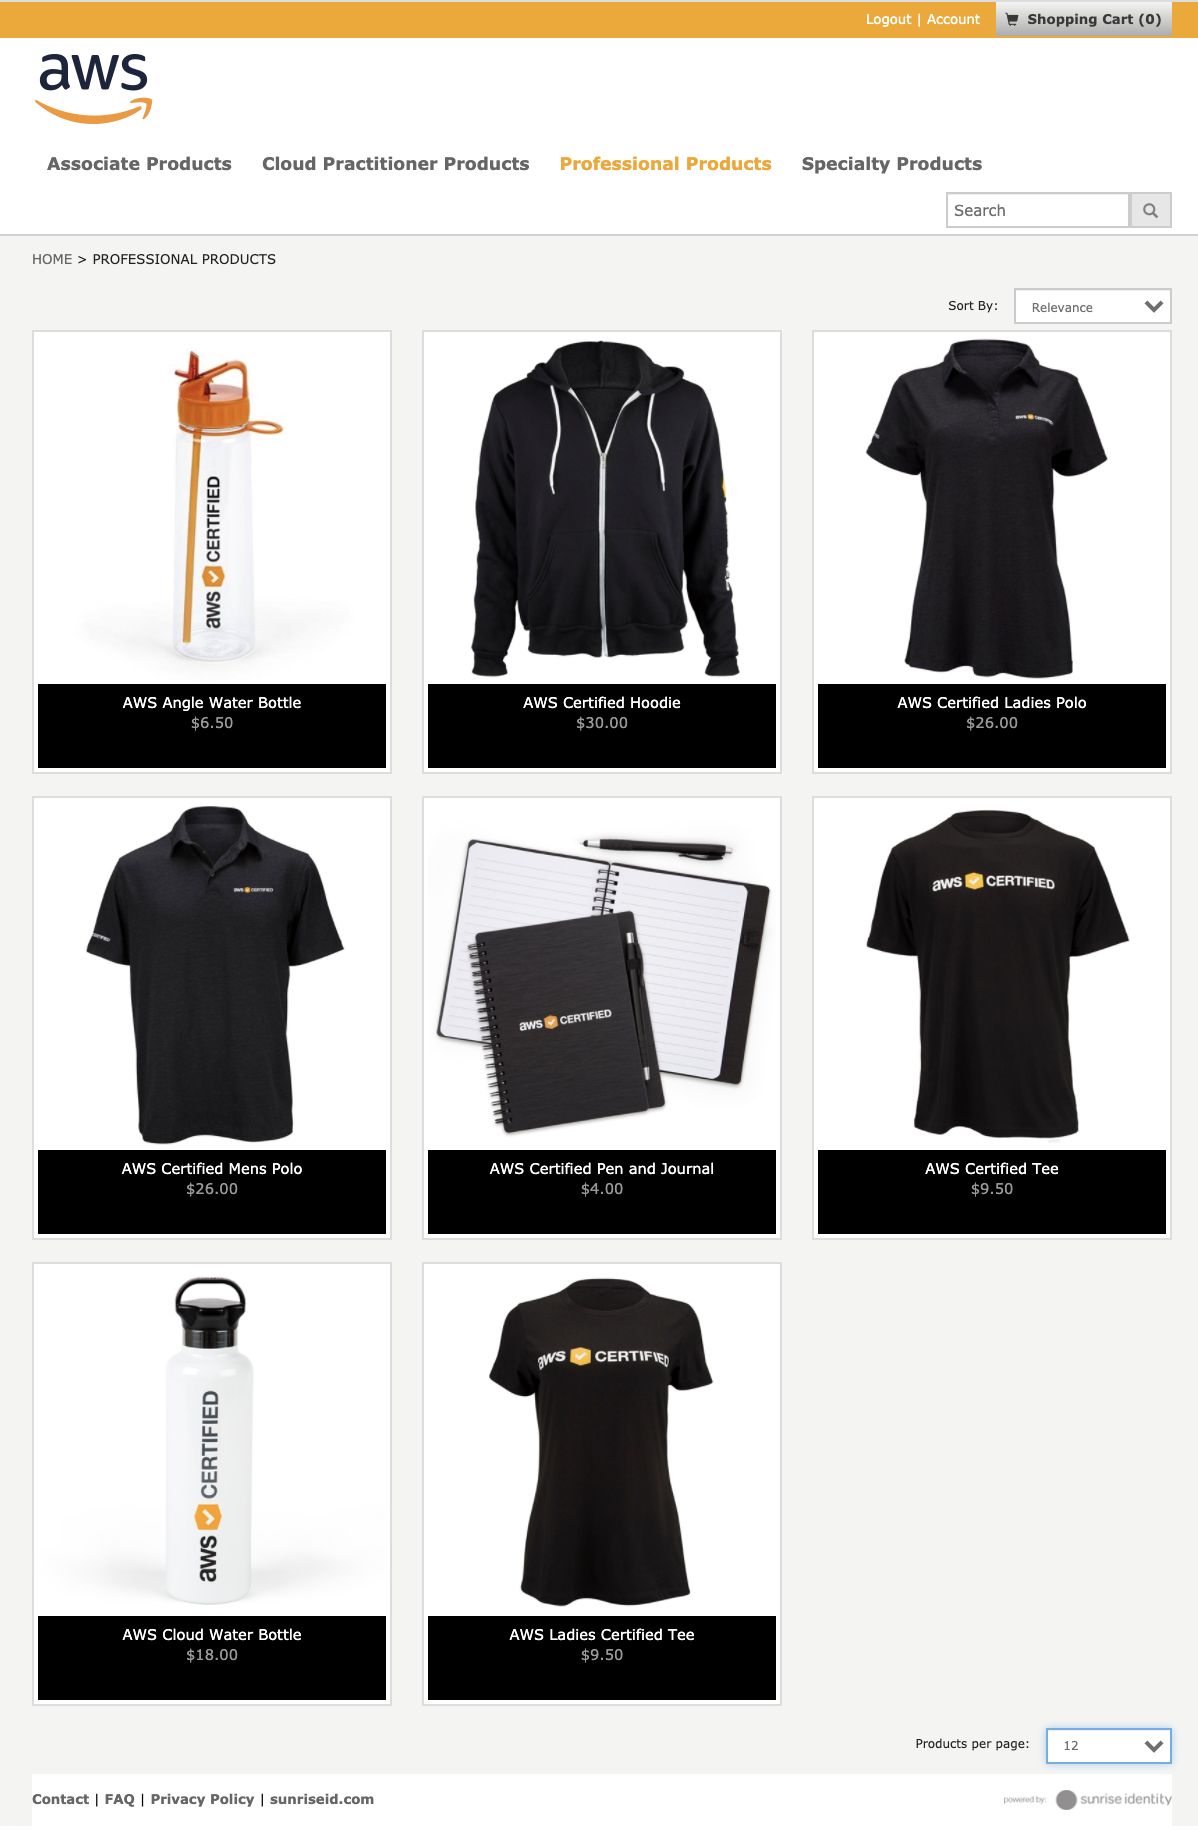 Logout | Account
Shopping Cart (0)
aws
Associate Products
Cloud Practitioner Products
Professional Products
Specialty Products
Search
HOME > PROFESSIONAL PRODUCTS
Sort By:
Relevance
aws CERTIFIED
aws CERTIFIED
AWS Angle Water Bottle
$6.50
AWS Certified Hoodie
$30.00
AWS Certified Ladies Polo
$26.00
aws CERTIFIED
aws CERTIFIED
aws CERTIFIED
AWS Certified Mens Polo
$26.00
AWS Certified Pen and Journal
$4.00
AWS Certified Tee
$9.50
aws CERTIFIED
aws CERTIFIED
AWS Cloud Water Bottle
$18.00
AWS Ladies Certified Tee
$9.50
Products per page:
12
Contact | FAQ | Privacy Policy | sunriseid.com
powered by:
sunrise identity